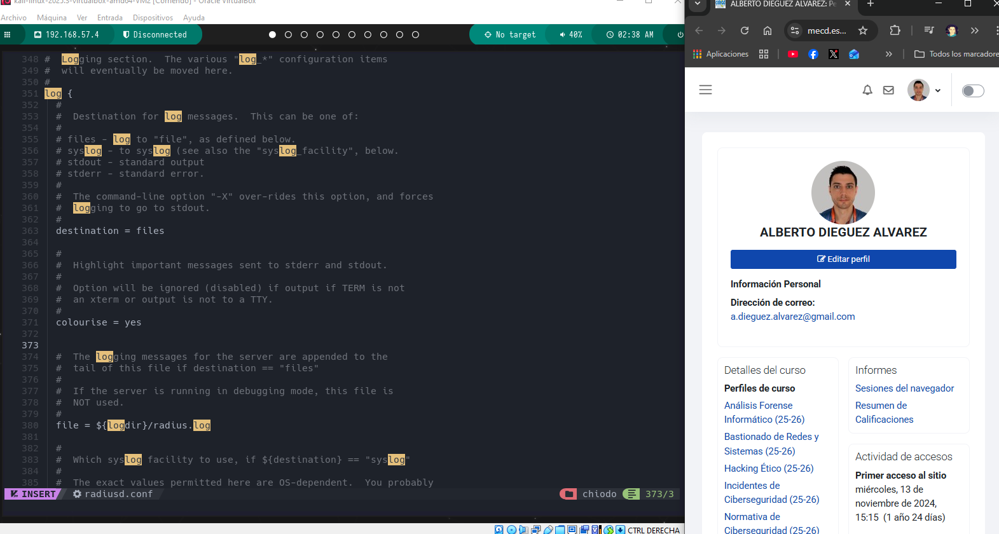 kali-linux-2025.3-virtualbox-amd64-VM2 [Corriendo] - Oracle VirtualBox
Archivo Máquina Ver Entrada Dispositivos Ayuda
192.168.57.4 Disconnected No target 40% 02:38 AM
348 # Logging section. The various "log_*" configuration items
349 # will eventually be moved here.
350 #
351 log {
352 #
353 # Destination for log messages. This can be one of:
354 #
355 # files - log to "file", as defined below.
356 # syslog - to syslog (see also the "syslog_facility", below.
357 # stdout - standard output
358 # stderr - standard error.
359 #
360 # The command-line option "-X" over-rides this option, and forces
361 # logging to go to stdout.
362 #
363 destination = files
364
365 #
366 # Highlight important messages sent to stderr and stdout.
367 #
368 # Option will be ignored (disabled) if output if TERM is not
369 # an xterm or output is not to a TTY.
370 #
371 colourise = yes
372
373
374 # The logging messages for the server are appended to the
375 # tail of this file if destination == "files"
376 #
377 # If the server is running in debugging mode, this file is
378 # NOT used.
379 #
380 file = ${logdir}/radius.log
381
382 #
383 # Which syslog facility to use, if ${destination} == "syslog"
384 #
385 # The exact values permitted here are OS-dependent. You probably
INSERT radiusd.conf chiodo 373/3
CTRL DERECHA
ALBERTO DIEGUEZ ALVAREZ: Pe
mecd.es...
Aplicaciones Todos los marcadore
ALBERTO DIEGUEZ ALVAREZ
Editar perfil
Información Personal
Dirección de correo:
a.dieguez.alvarez@gmail.com
Detalles del curso
Perfiles de curso
Análisis Forense
Informático (25-26)
Bastionado de Redes y
Sistemas (25-26)
Hacking Ético (25-26)
Incidentes de
Ciberseguridad (25-26)
Normativa de
Ciberseguridad (25-26)
Informes
Sesiones del navegador
Resumen de
Calificaciones
Actividad de accesos
Primer acceso al sitio
miércoles, 13 de
noviembre de 2024,
15:15 (1 año 24 días)